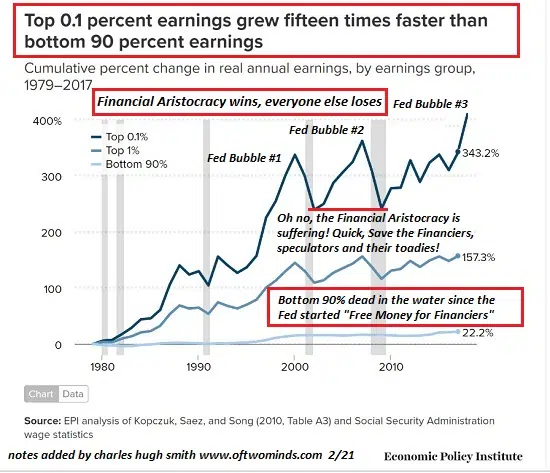 Top 0.1 percent earnings grew fifteen times faster than
bottom 90 percent earnings
Cumulative percent change in real annual earnings, by earnings group,
1979–2017
Financial Aristocracy wins, everyone else loses
Fed Bubble #3
400%
Top 0.1%
Top 1%
Bottom 90%
Fed Bubble #2
Fed Bubble #1
343.2%
300
Oh no, the Financial Aristocracy is
suffering! Quick, Save the Financiers,
speculators and their toadies!
200
157.3%
100
Bottom 90% dead in the water since the
Fed started "Free Money for Financiers"
22.2%
0
1980
1990
2000
2010
Chart
Data
Source: EPI analysis of Kopczuk, Saez, and Song (2010, Table A3) and Social Security Administration
wage statistics
notes added by charles hugh smith www.oftwominds.com 2/21
Economic Policy Institute